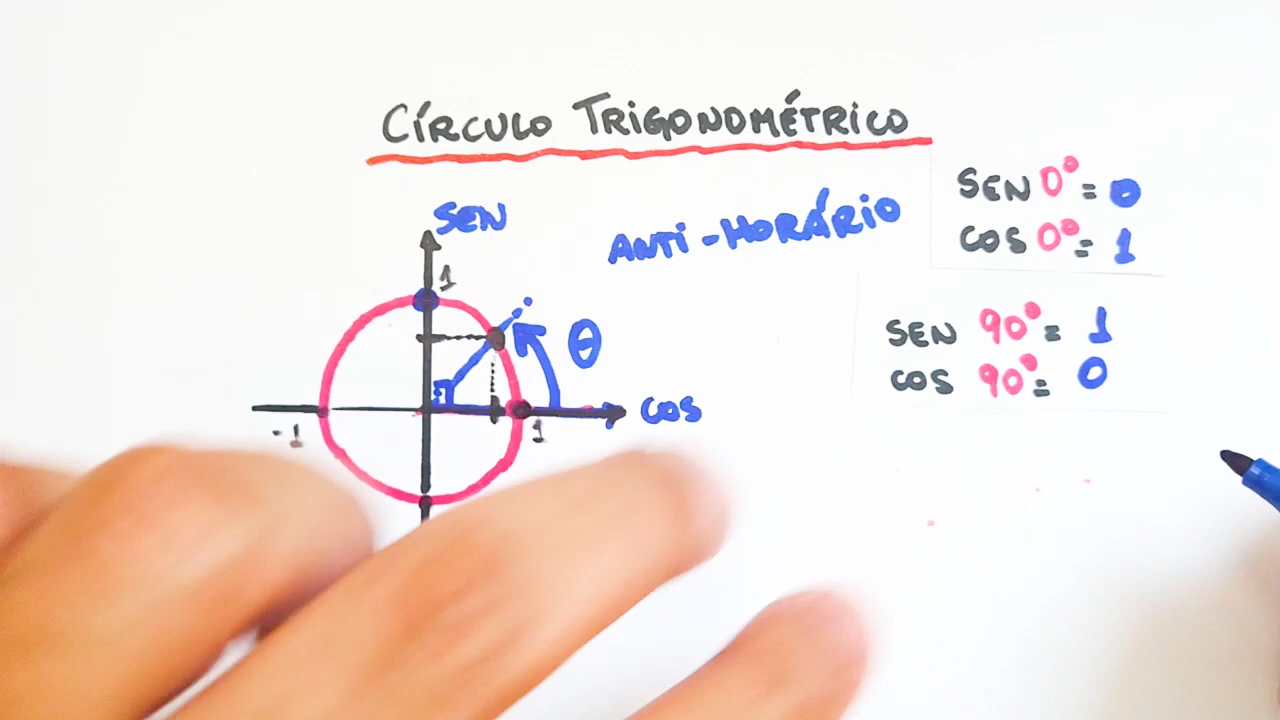 CÍRCULO TRIGONOMÉTRICO
SEN 0° = 0
COS 0° = 1
SEN
ANTI-HORÁRIO
1
SEN 90° = 1
COS 90° = 0
θ
COS
-1
1